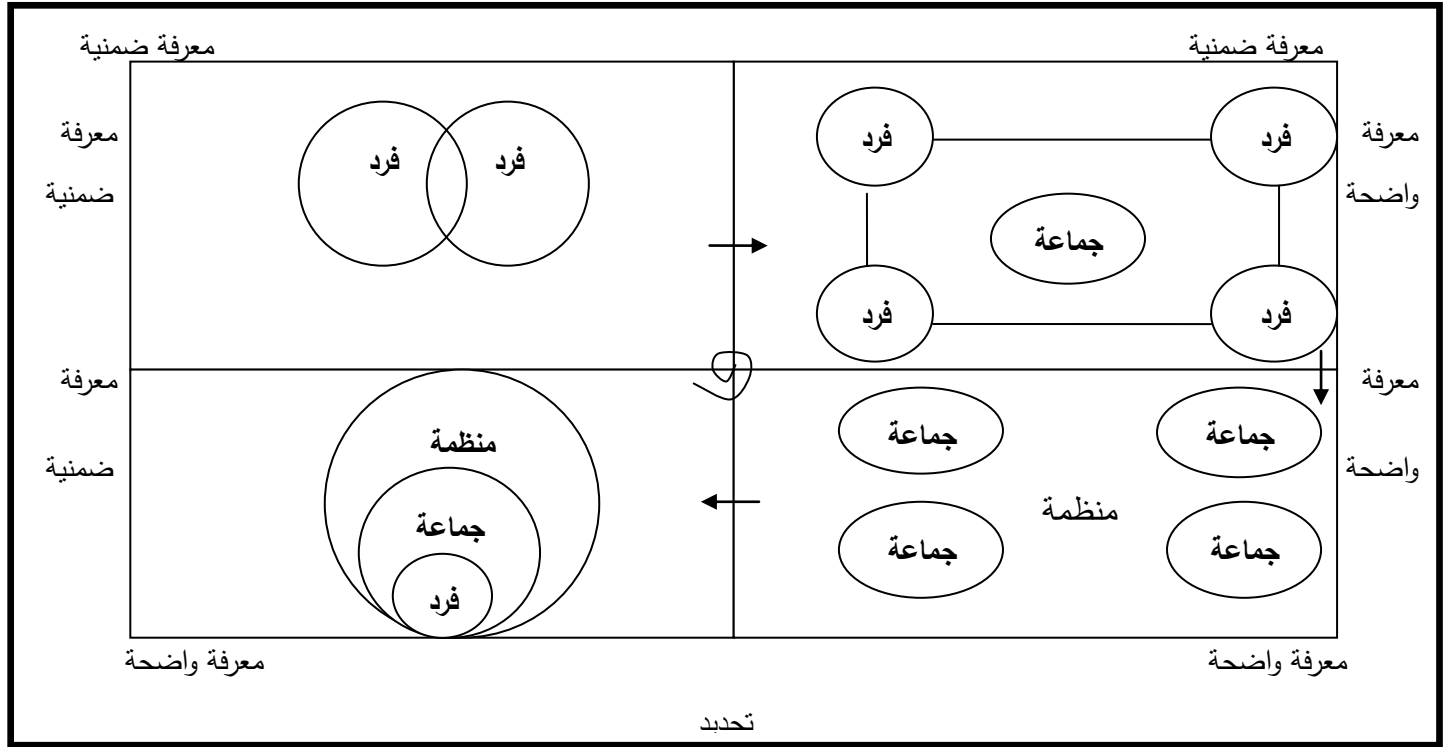 معرفة ضمنية معرفة ضمنية
معرفة فرد فرد فرد فرد معرفة
واضحة ضمنية
جماعة
فرد فرد
معرفة معرفة
جماعة جماعة منظمة
واضحة ضمنية
منظمة
جماعة
جماعة جماعة
فرد
معرفة واضحة معرفة واضحة
تحدبد